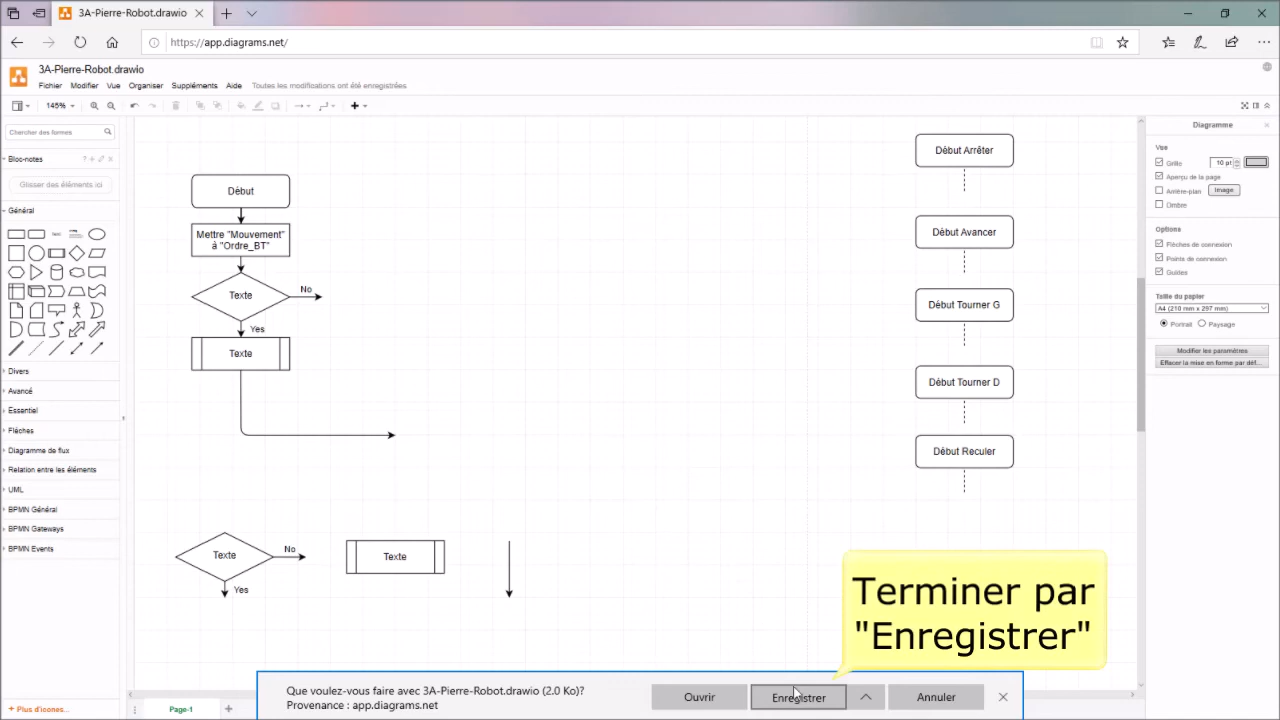 3A-Pierre-Robot.drawio
https://app.diagrams.net/
3A-Pierre-Robot.drawio
Fichier Modifier Vue Organiser Suppléments Aide Toutes les modifications ont été enregistrées
145%
Chercher des formes
Bloc-notes
Glisser des éléments ici
Général
Text
Divers
Avancé
Essentiel
Flèches
Diagramme de flux
Relation entre les éléments
UML
BPMN Général
BPMN Gateways
BPMN Events
Plus d'icones...
Début
Mettre "Mouvement"
à "Ordre_BT"
Texte
No
Yes
Texte
Texte
No
Yes
Texte
Début Arrêter
Début Avancer
Début Tourner G
Début Tourner D
Début Reculer
Diagramme
Vue
Grille 10 pt
Aperçu de la page
Arrière-plan Image
Ombre
Options
Flèches de connexion
Points de connexion
Guides
Taille du papier
A4 (210 mm x 297 mm)
Portrait Paysage
Modifier les paramètres
Effacer la mise en forme par déf...
Terminer par
"Enregistrer"
Que voulez-vous faire avec 3A-Pierre-Robot.drawio (2.0 Ko)?
Provenance : app.diagrams.net
Ouvrir Enregistrer Annuler
Page-1